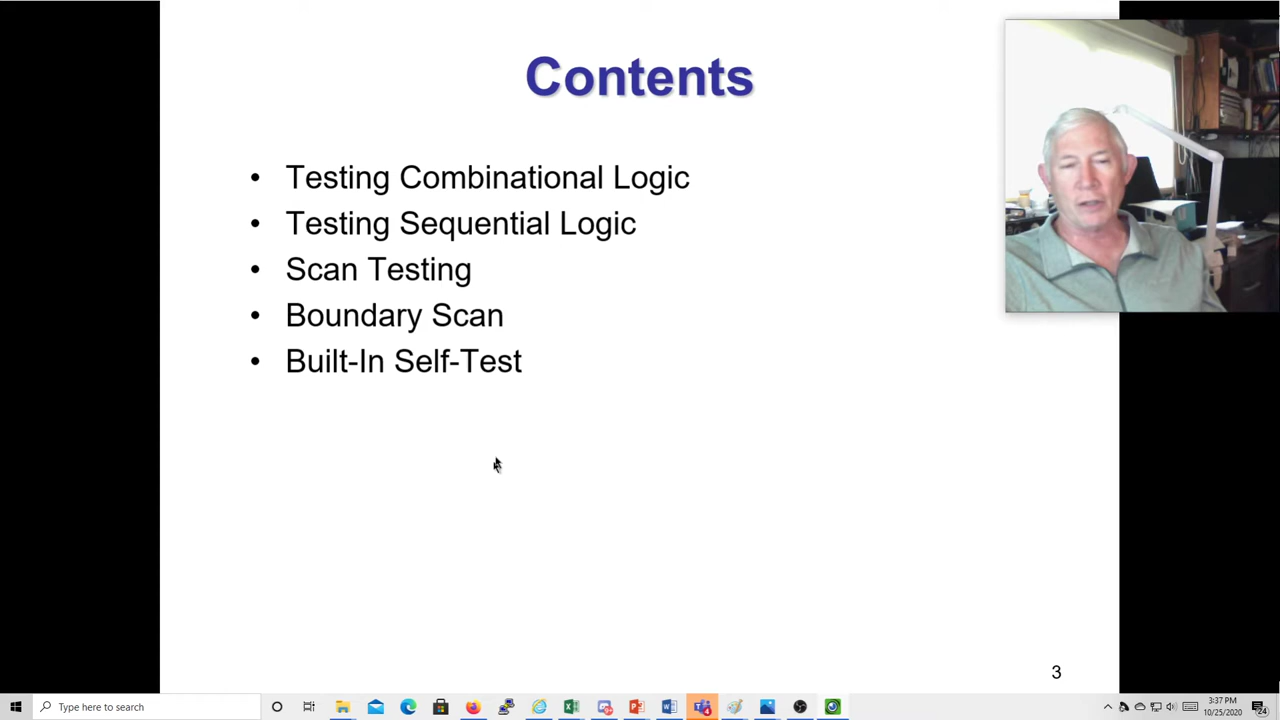 Contents
• Testing Combinational Logic
• Testing Sequential Logic
• Scan Testing
• Boundary Scan
• Built-In Self-Test
3
Type here to search
3:37 PM
10/25/2020
24